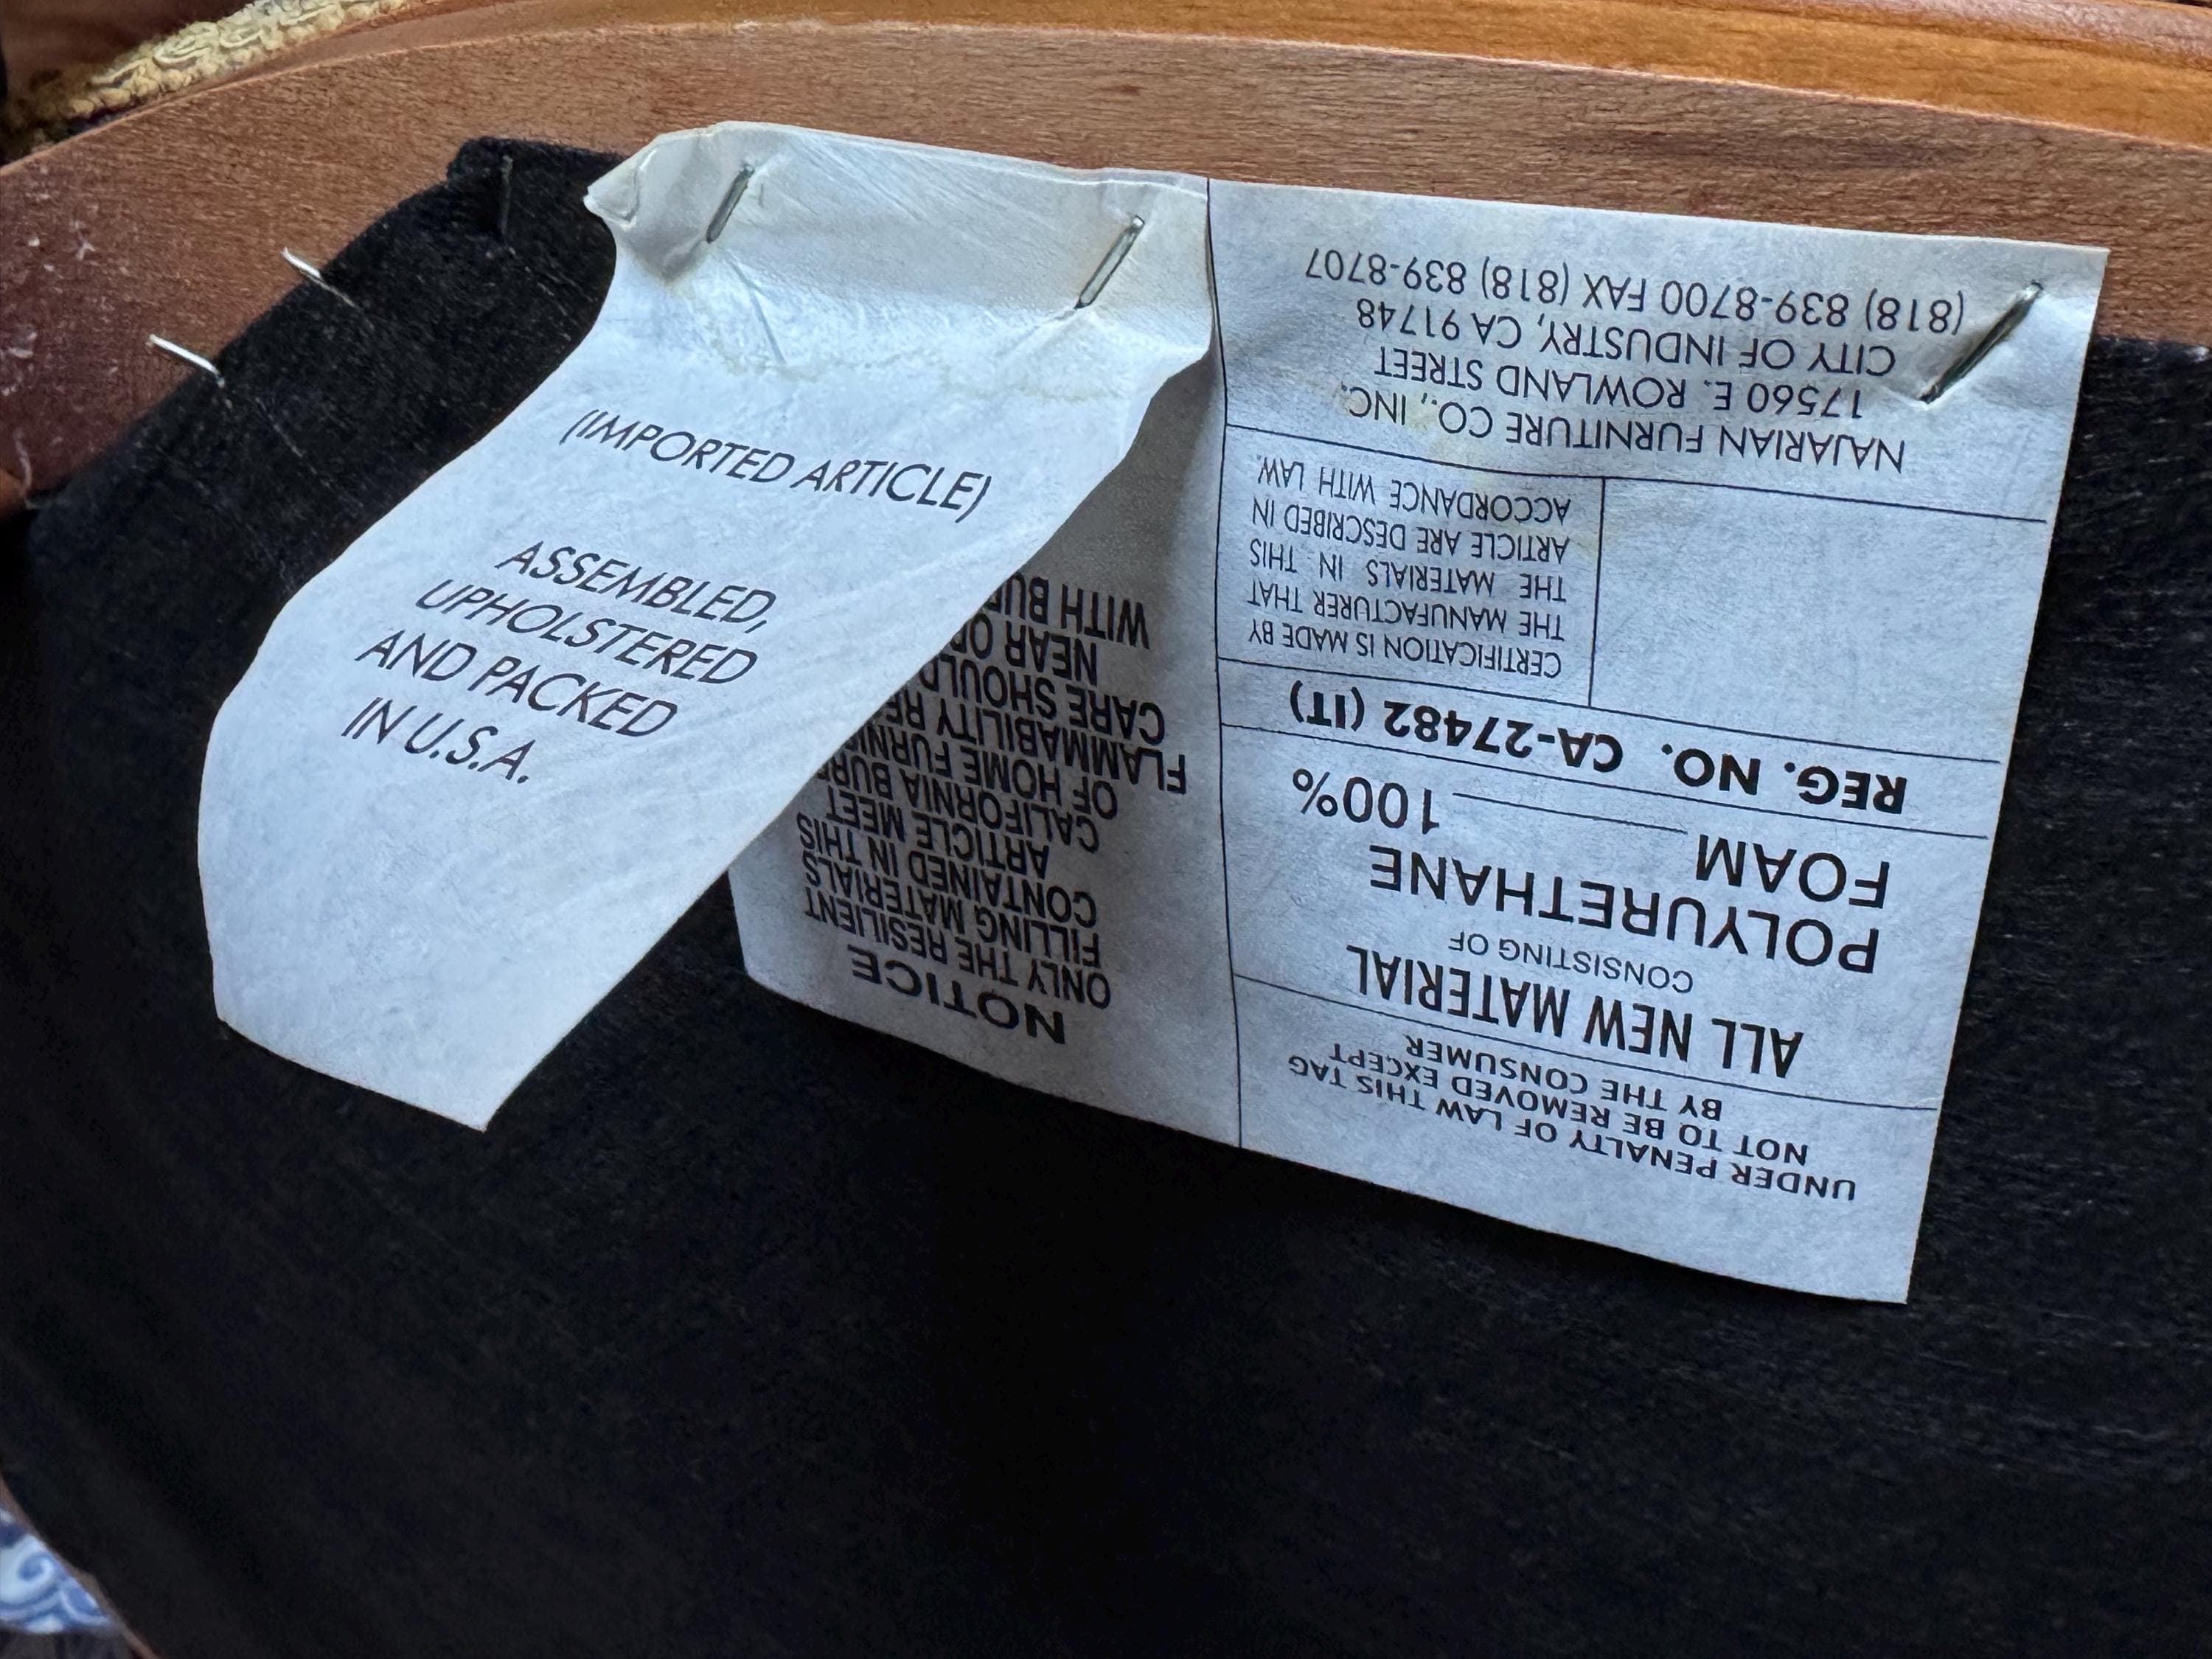 (IMPORTED ARTICLE)
ASSEMBLED,
UPHOLSTERED
AND PACKED
IN U.S.A.
NOTICE
ONLY THE RESILIENT
FILLING MATERIALS
CONTAINED IN THIS
ARTICLE MEET
CALIFORNIA
OF HOME
FLAMMABILITY
CARE
NEAR
WITH
UNDER PENALTY OF LAW THIS TAG
NOT TO BE REMOVED EXCEPT
BY THE CONSUMER
ALL NEW MATERIAL
CONSISTING OF
POLYURETHANE
FOAM 100%
REG. NO. CA-27482 (IT)
CERTIFICATION IS MADE BY
THE MANUFACTURER THAT
THE MATERIALS IN THIS
ARTICLE ARE DESCRIBED IN
ACCORDANCE WITH LAW.
NAJARIAN FURNITURE CO., INC.
17560 E. ROWLAND STREET
CITY OF INDUSTRY, CA 91748
(818) 839-8700 FAX (818) 839-8707